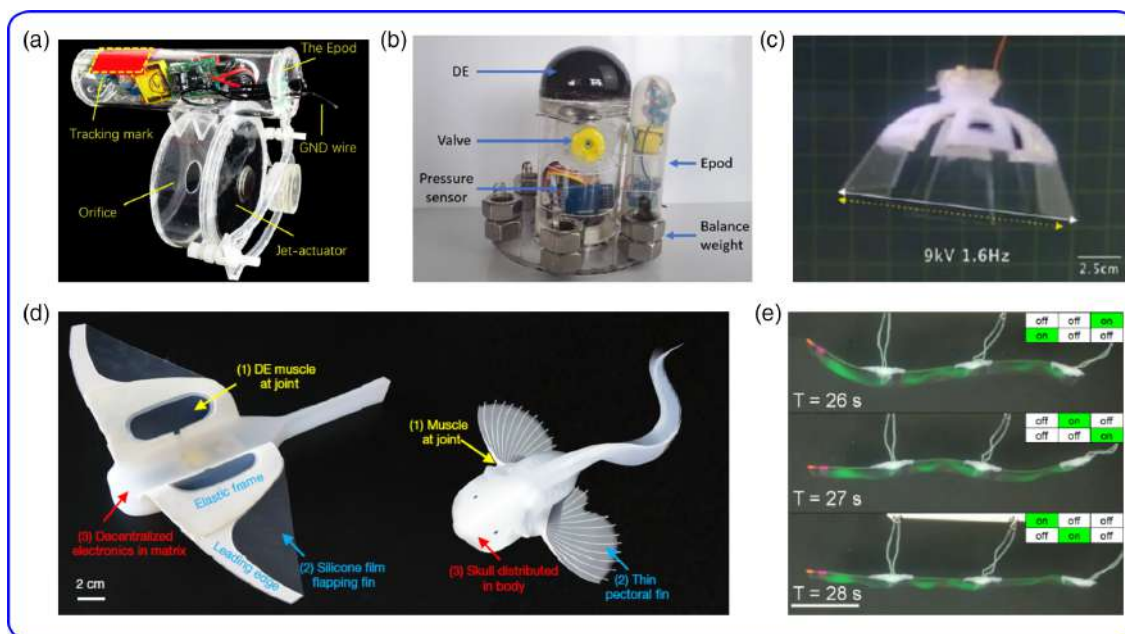 (a)
The Epod
Tracking mark
GND wire
Orifice
Jet-actuator
(b)
DE
Valve
Pressure
sensor
Epod
Balance
weight
(c)
9kV 1.6Hz
2.5cm
(d)
(1) DE muscle
at joint
Elastic frame
(3) Decentralized
electronics in matrix
Leading edge
(2) Silicone film
flapping fin
2 cm
(1) Muscle
at joint
(3) Skull distributed
in body
(2) Thin
pectoral fin
(e)
off off on
on off off
T = 26 s
off on off
off off on
T = 27 s
on off off
off on off
T = 28 s